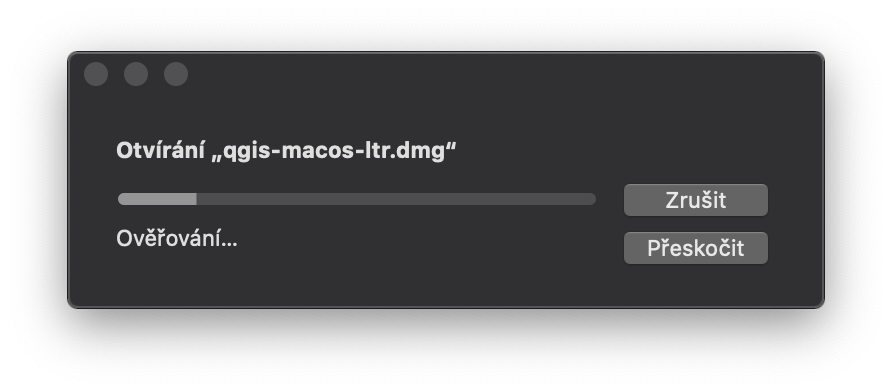 Otvírání „qgis-macos-ltr.dmg“
Zrušit
Ověřování...
Přeskočit